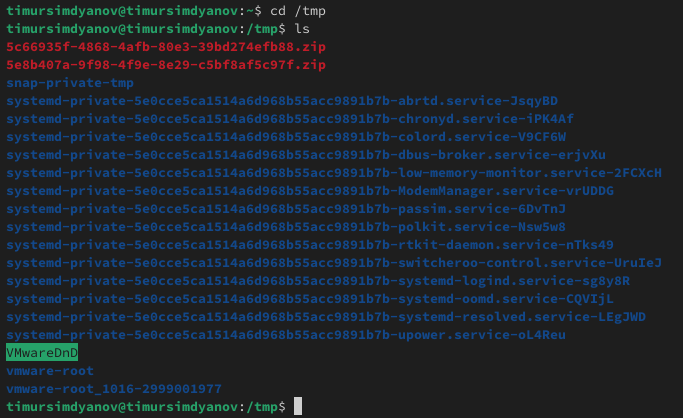 timursimdyanov@timursimdyanov:~$ cd /tmp
timursimdyanov@timursimdyanov:/tmp$ ls
5c66935f-4868-4afb-80e3-39bd274efb88.zip
5e8b407a-9f98-4f9e-8e29-c5bf8af5c97f.zip
snap-private-tmp
systemd-private-5e0cce5ca1514a6d968b55acc9891b7b-abrtd.service-JsqyBD
systemd-private-5e0cce5ca1514a6d968b55acc9891b7b-chronyd.service-iPK4Af
systemd-private-5e0cce5ca1514a6d968b55acc9891b7b-colord.service-V9CF6W
systemd-private-5e0cce5ca1514a6d968b55acc9891b7b-dbus-broker.service-erjvXu
systemd-private-5e0cce5ca1514a6d968b55acc9891b7b-low-memory-monitor.service-2FCXcH
systemd-private-5e0cce5ca1514a6d968b55acc9891b7b-ModemManager.service-vrUDDG
systemd-private-5e0cce5ca1514a6d968b55acc9891b7b-passim.service-6DvTnJ
systemd-private-5e0cce5ca1514a6d968b55acc9891b7b-polkit.service-Nsw5w8
systemd-private-5e0cce5ca1514a6d968b55acc9891b7b-rtkit-daemon.service-nTks49
systemd-private-5e0cce5ca1514a6d968b55acc9891b7b-switcheroo-control.service-UruIeJ
systemd-private-5e0cce5ca1514a6d968b55acc9891b7b-systemd-logind.service-sg8y8R
systemd-private-5e0cce5ca1514a6d968b55acc9891b7b-systemd-oomd.service-CQVIjL
systemd-private-5e0cce5ca1514a6d968b55acc9891b7b-systemd-resolved.service-LEgJWD
systemd-private-5e0cce5ca1514a6d968b55acc9891b7b-upower.service-oL4Reu
VMwareDnD
vmware-root
vmware-root_1016-2999001977
timursimdyanov@timursimdyanov:/tmp$